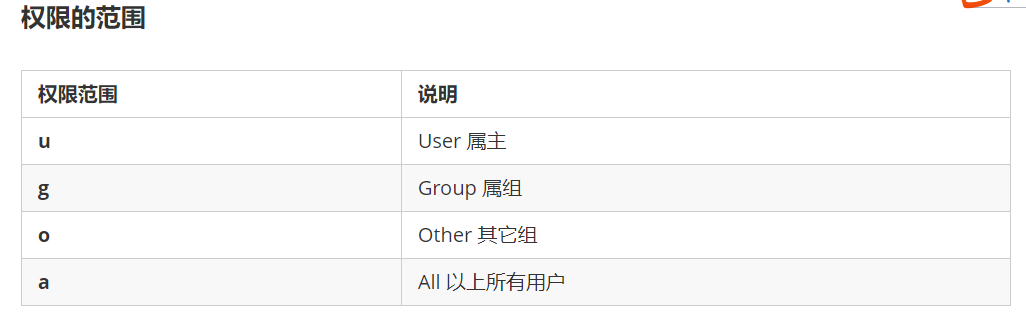 权限的范围
权限范围 说明
u User 属主
g Group 属组
o Other 其它组
a All 以上所有用户